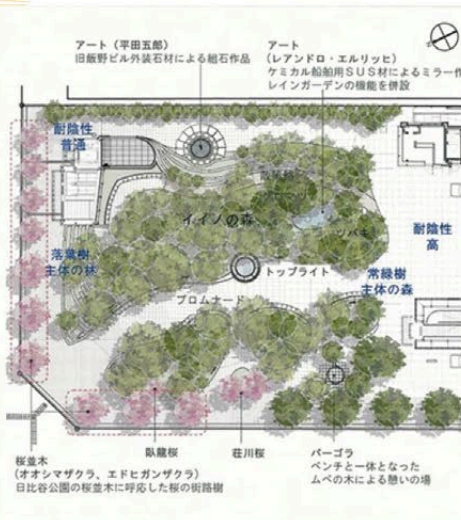 アート（平田五郎）
旧飯野ビル外装石材による組石作品
アート
（レアンドロ・エルリッヒ）
ケミカル船舶用SUS材によるミラー作
レインガーデンの機能を併設
耐陰性
普通
イイノの森
ツバキ
耐陰性
高
落葉樹
主体の林
トップライト
常緑樹
主体の森
プロムナード
桜並木
（オオシマザクラ、エドヒガンザクラ）
日比谷公園の桜並木に呼応した桜の街路樹
臥龍桜
荘川桜
パーゴラ
ベンチと一体となった
ムベの木による憩いの場